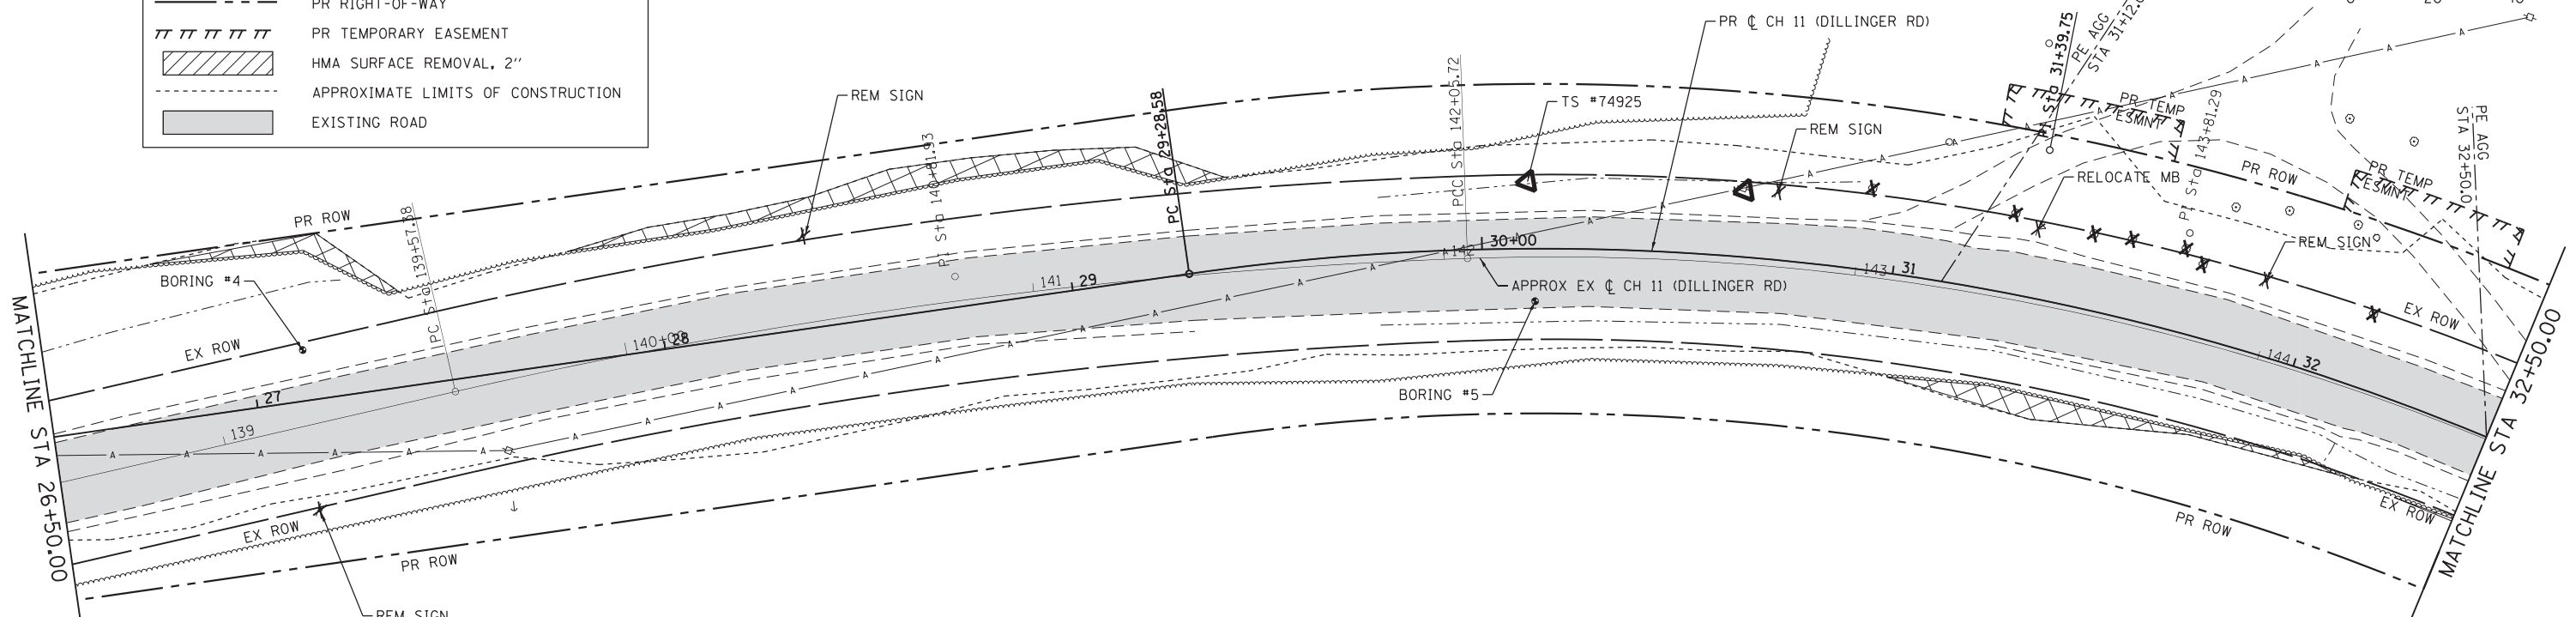 PR RIGHT-OF-WAY
PR TEMPORARY EASEMENT
HMA SURFACE REMOVAL, 2"
APPROXIMATE LIMITS OF CONSTRUCTION
EXISTING ROAD
PR ℄ CH 11 (DILLINGER RD)
REM SIGN
TS #74925
REM SIGN
PI Sta 31+39.75
PE AGG
PR TEMP
ESMNT
PI Sta 143+81.29
PE AGG
STA 32+50.0
PR ROW
PR TEMP
ESMNT
RELOCATE MB
REM SIGN
EX ROW
PR ROW
PC Sta 139+57.38
PI Sta 140+81.93
PC Sta 29+28.58
PCC Sta 142+05.72
BORING #4
EX ROW
MATCHLINE STA 26+50.00
27
139
140+00
28
141
29
142
30+00
143
31
144
32
APPROX EX ℄ CH 11 (DILLINGER RD)
BORING #5
MATCHLINE STA 32+50.00
EX ROW
PR ROW
EX ROW
PR ROW
REM SIGN